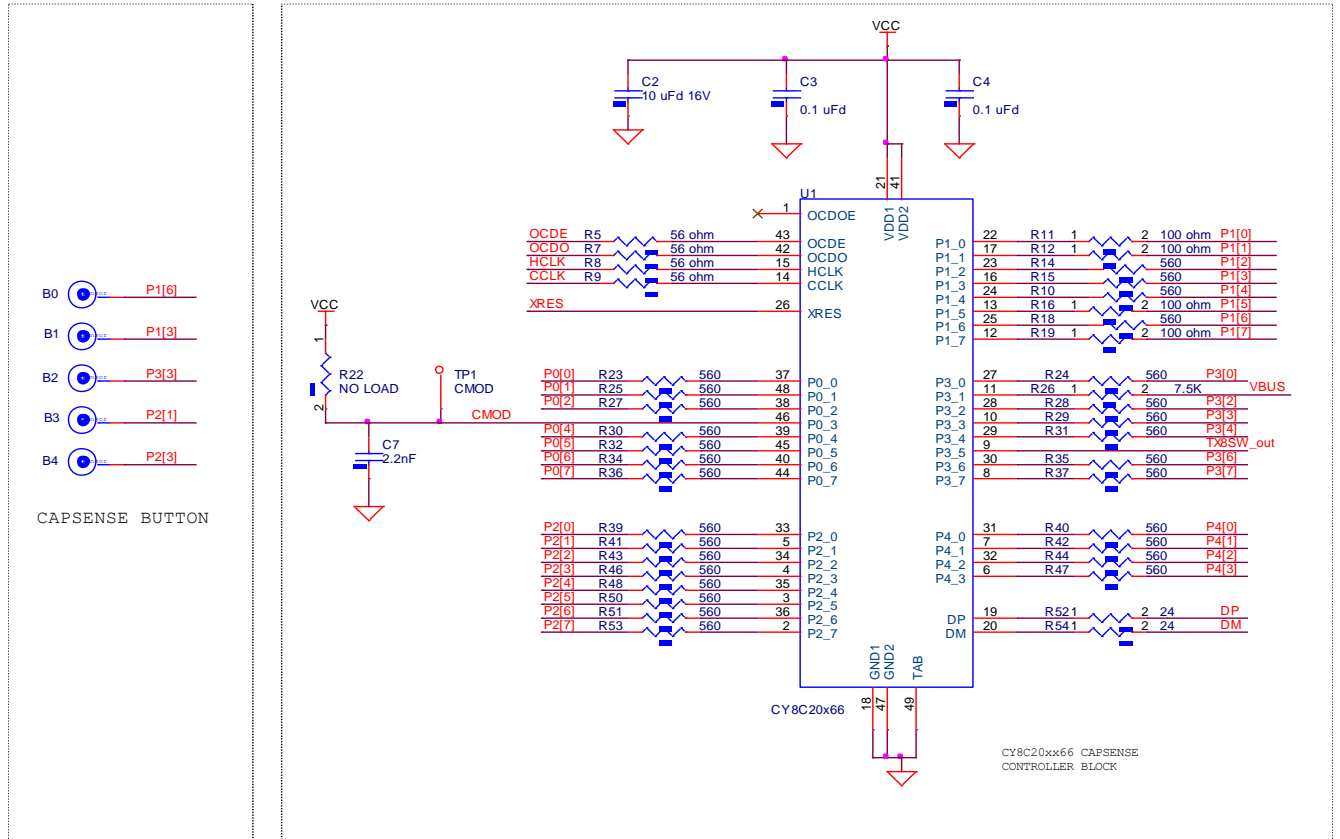 VCC
C2
10 uFd 16V
C3
0.1 uFd
C4
0.1 uFd
U1
21
41
VDD1
VDD2
1
OCDOE
OCDE R5 56 ohm 43 OCDE
OCDO R7 56 ohm 42 OCDO
HCLK R8 56 ohm 15 HCLK
CCLK R9 56 ohm 14 CCLK
XRES 26 XRES
P1_0 22 R11 1 2 100 ohm P1[0]
P1_1 17 R12 1 2 100 ohm P1[1]
P1_2 23 R14 560 P1[2]
P1_3 16 R15 560 P1[3]
P1_4 24 R10 560 P1[4]
P1_5 13 R16 1 2 100 ohm P1[5]
P1_6 25 R18 560 P1[6]
P1_7 12 R19 1 2 100 ohm P1[7]
B0 P1[6]
B1 P1[3]
B2 P3[3]
B3 P2[1]
B4 P2[3]
CAPSENSE BUTTON
VCC
1
R22
NO LOAD
2
TP1
CMOD
CMOD
C7
2.2nF
P0[0] R23 560 37 P0_0
P0[1] R25 560 48 P0_1
P0[2] R27 560 38 P0_2
46 P0_3
P0[4] R30 560 39 P0_4
P0[5] R32 560 45 P0_5
P0[6] R34 560 40 P0_6
P0[7] R36 560 44 P0_7
P3_0 27 R24 560 P3[0]
P3_1 11 R26 1 2 7.5K VBUS
P3_2 28 R28 560 P3[2]
P3_3 10 R29 560 P3[3]
P3_4 29 R31 560 P3[4]
P3_5 9 TX8SW_out
P3_6 30 R35 560 P3[6]
P3_7 8 R37 560 P3[7]
P2[0] R39 560 33 P2_0
P2[1] R41 560 5 P2_1
P2[2] R43 560 34 P2_2
P2[3] R46 560 4 P2_3
P2[4] R48 560 35 P2_4
P2[5] R50 560 3 P2_5
P2[6] R51 560 36 P2_6
P2[7] R53 560 2 P2_7
P4_0 31 R40 560 P4[0]
P4_1 7 R42 560 P4[1]
P4_2 32 R44 560 P4[2]
P4_3 6 R47 560 P4[3]
DP 19 R52 1 2 24 DP
DM 20 R54 1 2 24 DM
GND1
GND2
TAB
18
47
49
CY8C20x66
CY8C20xx66 CAPSENSE
CONTROLLER BLOCK